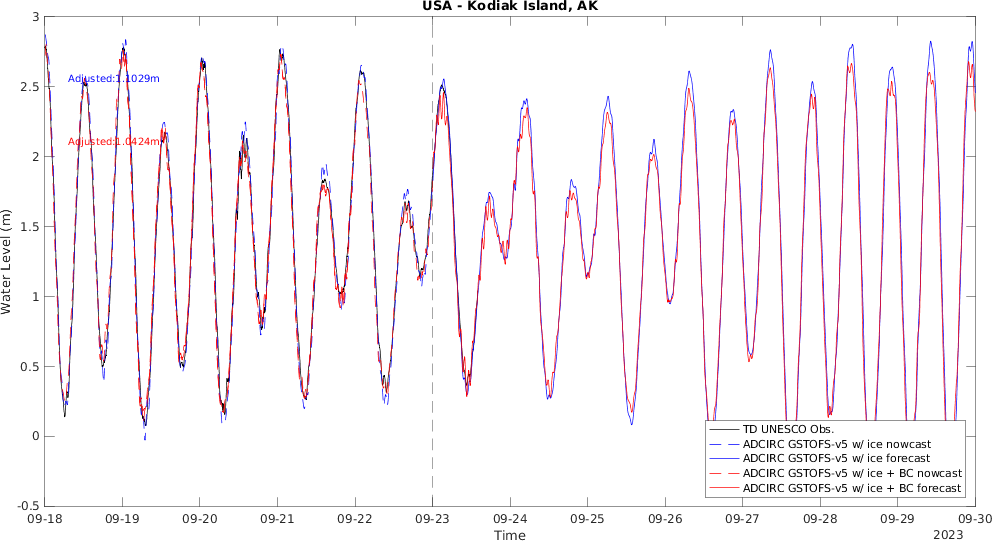 USA - Kodiak Island, AK
3
2.5
2
1.5
1
0.5
0
-0.5
Water Level (m)
Adjusted:1.1029m
Adjusted:1.0424m
TD UNESCO Obs.
ADCIRC GSTOFS-v5 w/ ice nowcast
ADCIRC GSTOFS-v5 w/ ice forecast
ADCIRC GSTOFS-v5 w/ ice + BC nowcast
ADCIRC GSTOFS-v5 w/ ice + BC forecast
09-18 09-19 09-20 09-21 09-22 09-23 09-24 09-25 09-26 09-27 09-28 09-29 09-30
Time
2023